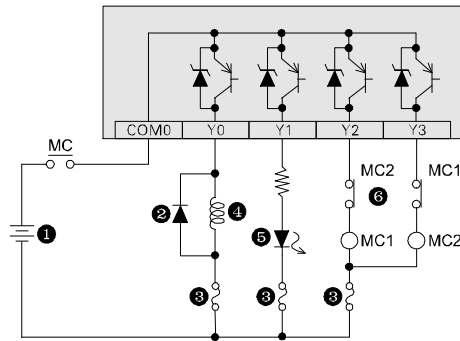 COM0 Y0 Y1 Y2 Y3
MC
MC2
MC1
❶
❷
❹
❺
❻
MC1
MC2
❸
❸
❸